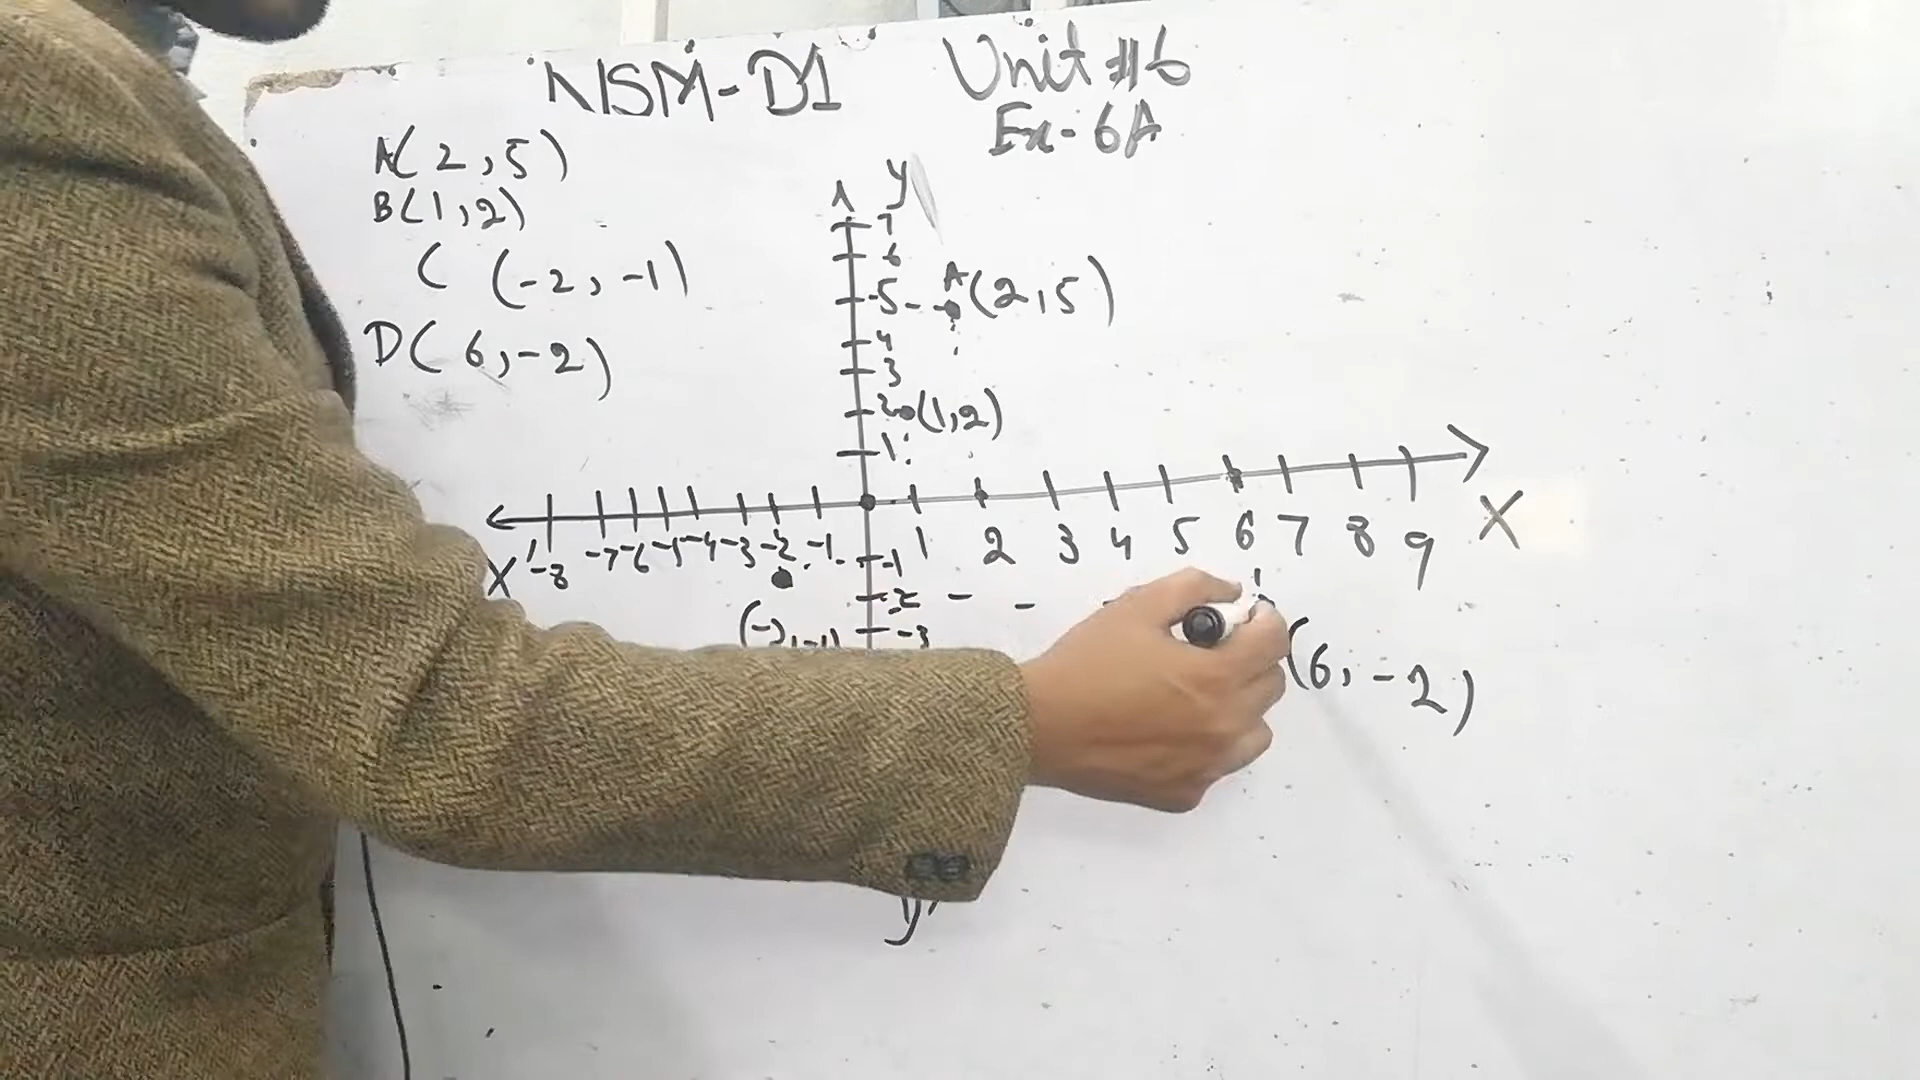 NSM-D1
Unit #6
Ex-6A
A(2,5)
B(1,2)
C (-2,-1)
D(6,-2)
y
7
6
5
4
3
2
1
A(2,5)
(1,2)
X
1 2 3 4 5 6 7 8 9
X' -8 -7 -6 -5 -4 -3 -2 -1
-1
-2
-3
(-2,-1)
(6,-2)
y'